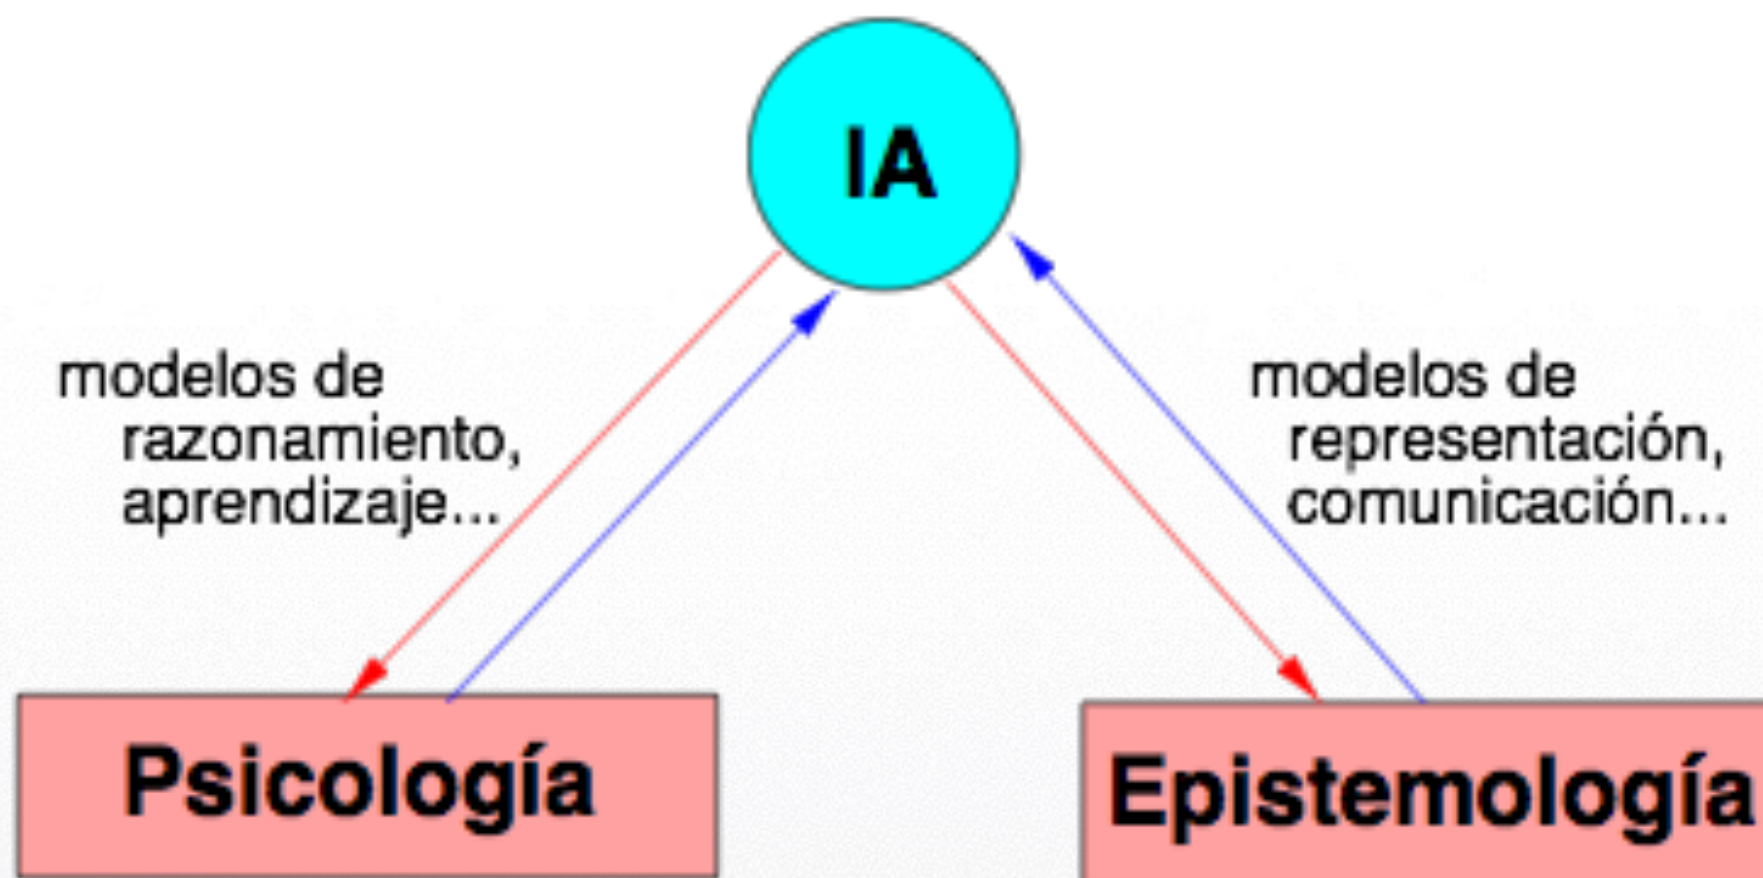 IA
modelos de
razonamiento,
aprendizaje...
modelos de
representación,
comunicación...
Psicología
Epistemología